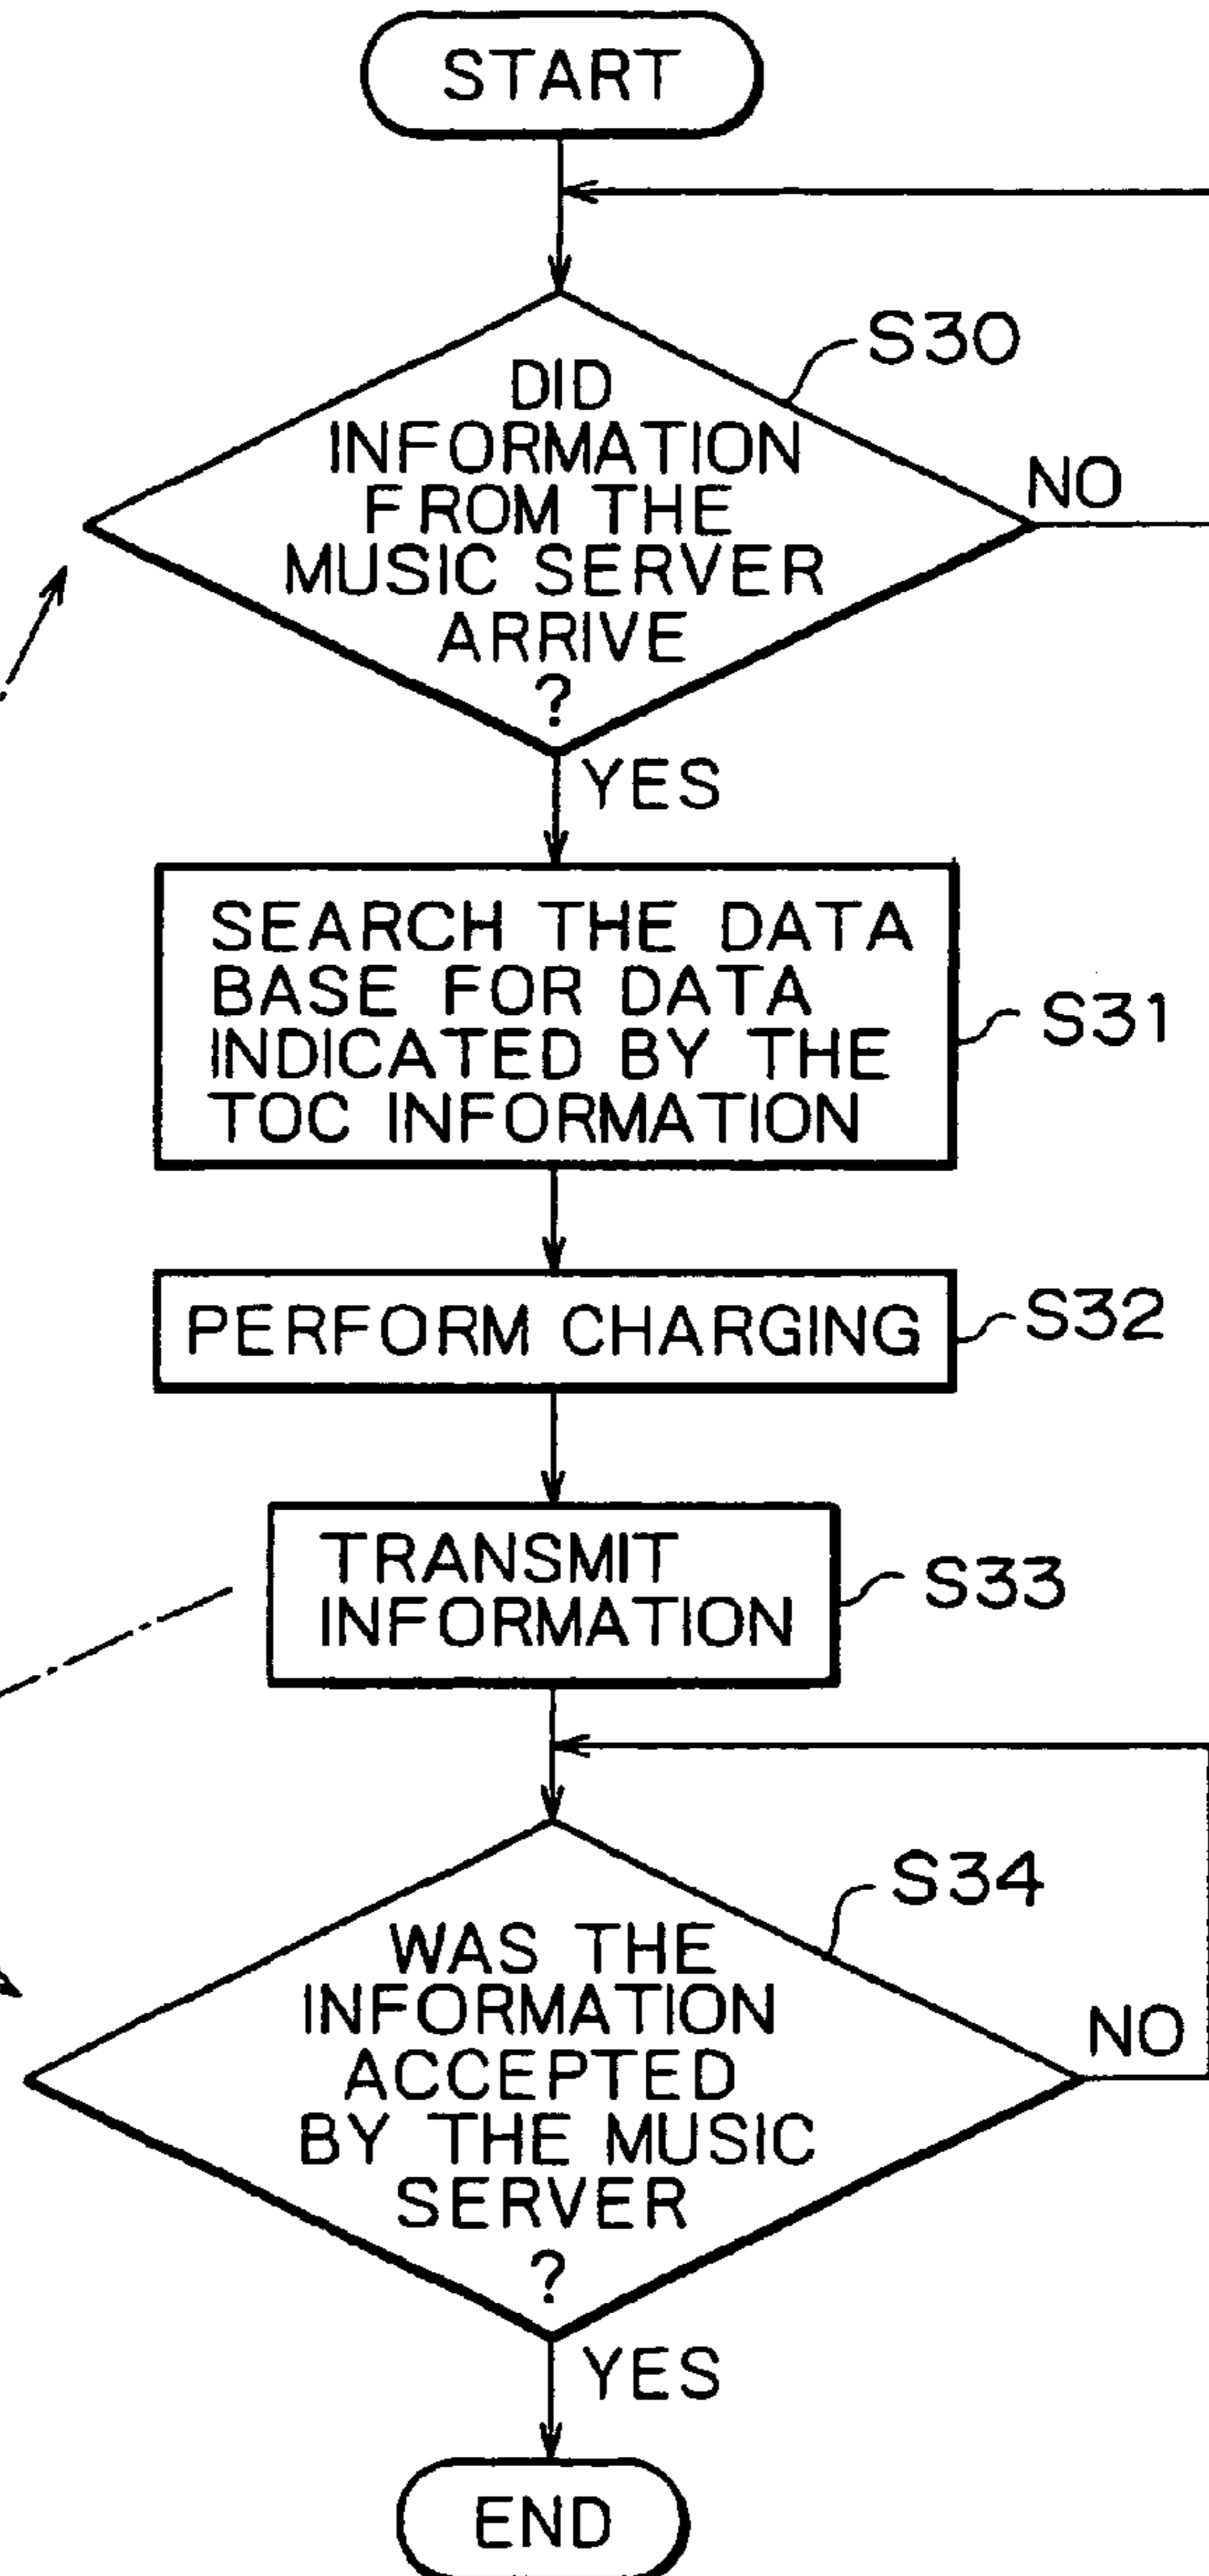 START
S30
DID
INFORMATION
FROM THE
MUSIC SERVER
ARRIVE
?
NO
YES
SEARCH THE DATA
BASE FOR DATA
INDICATED BY THE
TOC INFORMATION
S31
PERFORM CHARGING
S32
TRANSMIT
INFORMATION
S33
S34
WAS THE
INFORMATION
ACCEPTED
BY THE MUSIC
SERVER
?
NO
YES
END